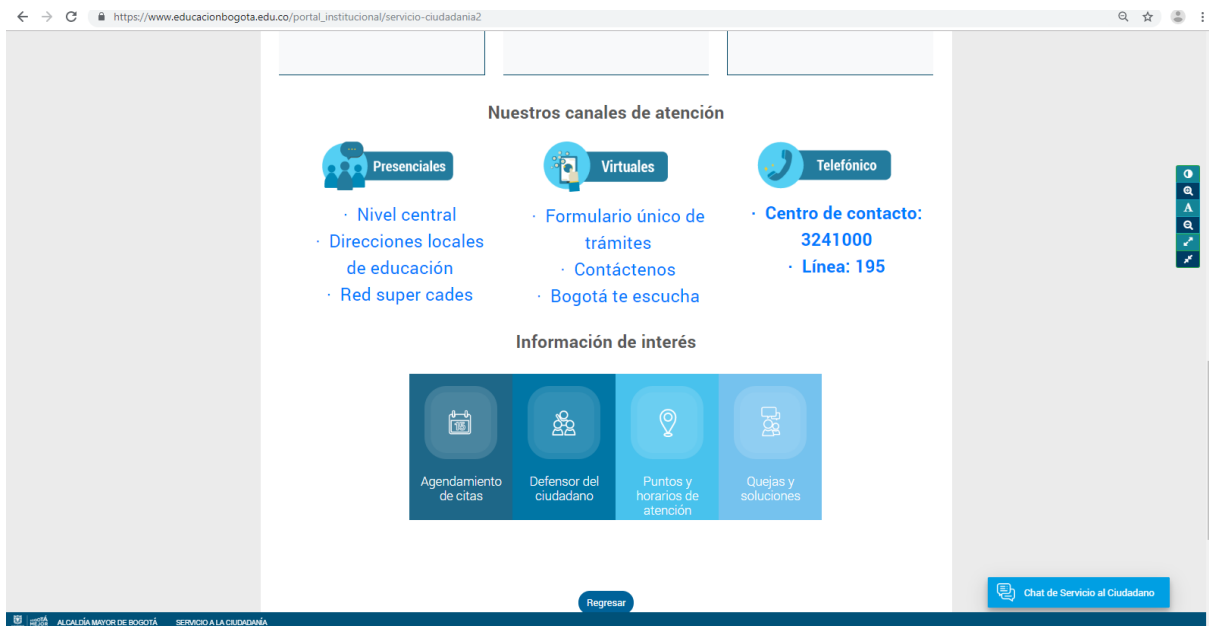 https://www.educacionbogota.edu.co/portal_institucional/servicio-ciudadania2
Nuestros canales de atención
Presenciales
· Nivel central
· Direcciones locales
de educación
· Red super cades
Virtuales
· Formulario único de
trámites
· Contáctenos
· Bogotá te escucha
Telefónico
· Centro de contacto:
3241000
· Línea: 195
A
Información de interés
15
Agendamiento
de citas
Defensor del
ciudadano
Puntos y
horarios de
atención
Quejas y
soluciones
Regresar
Chat de Servicio al Ciudadano
ALCALDÍA MAYOR DE BOGOTÁ
SERVICIO A LA CIUDADANÍA